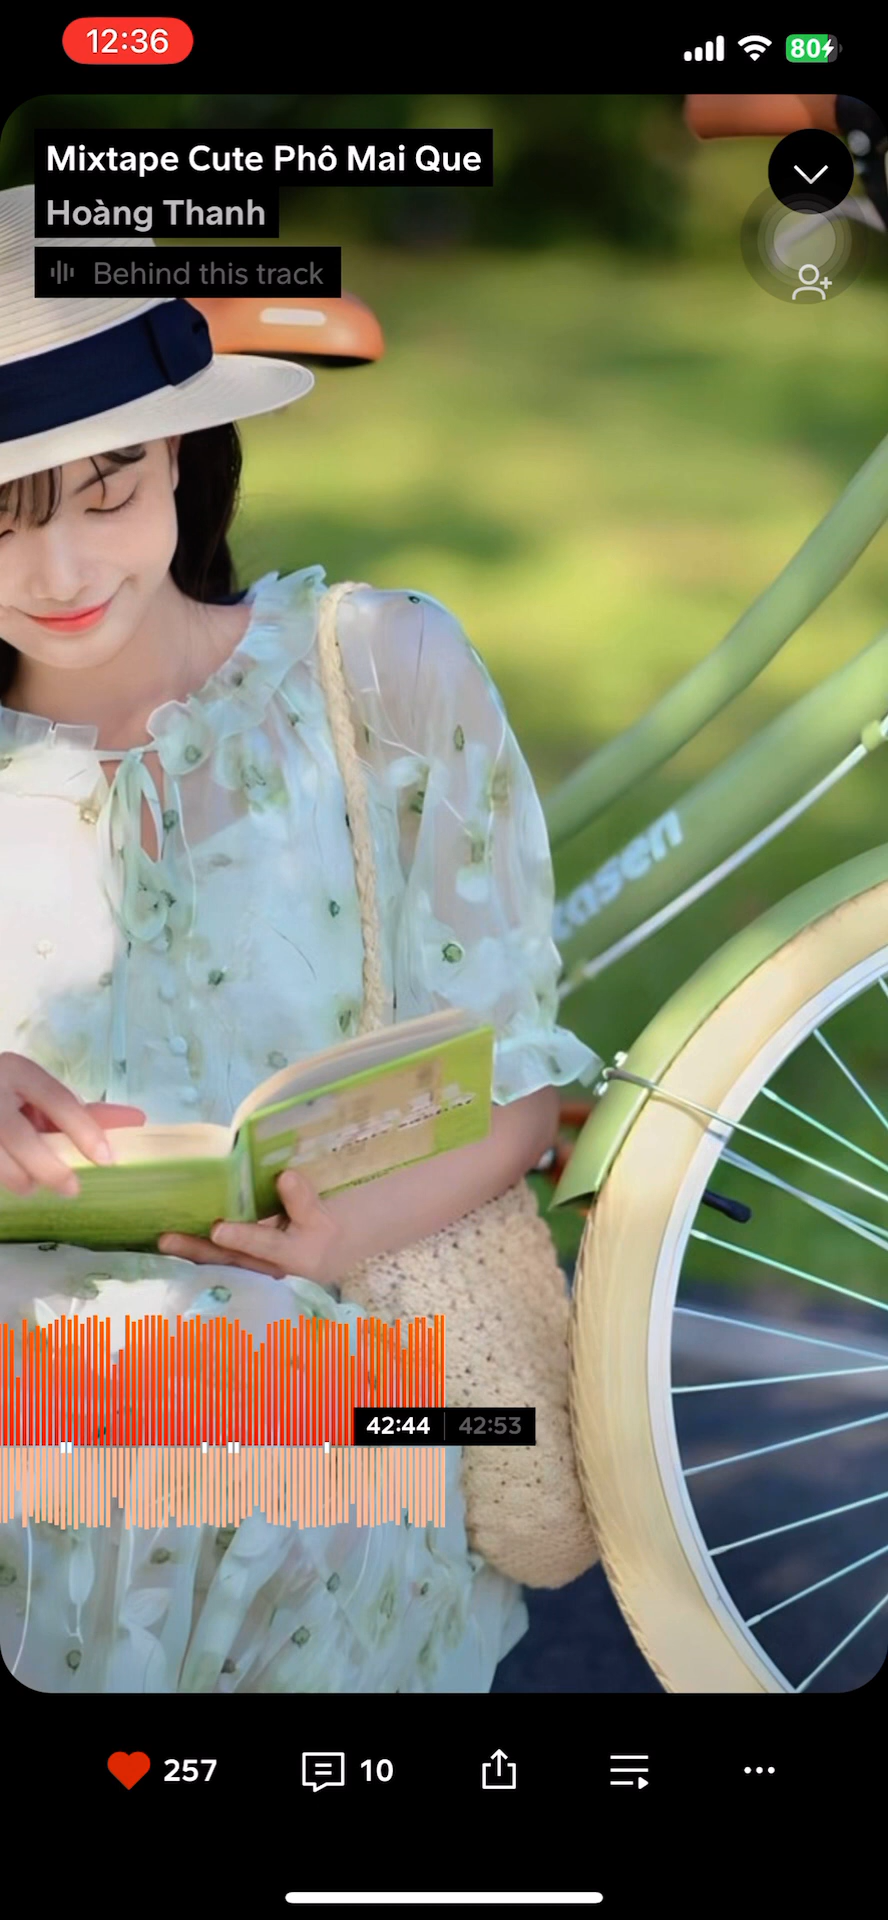 12:36
80
Mixtape Cute Phô Mai Que
Hoàng Thanh
Behind this track
42:44 42:53
257
10